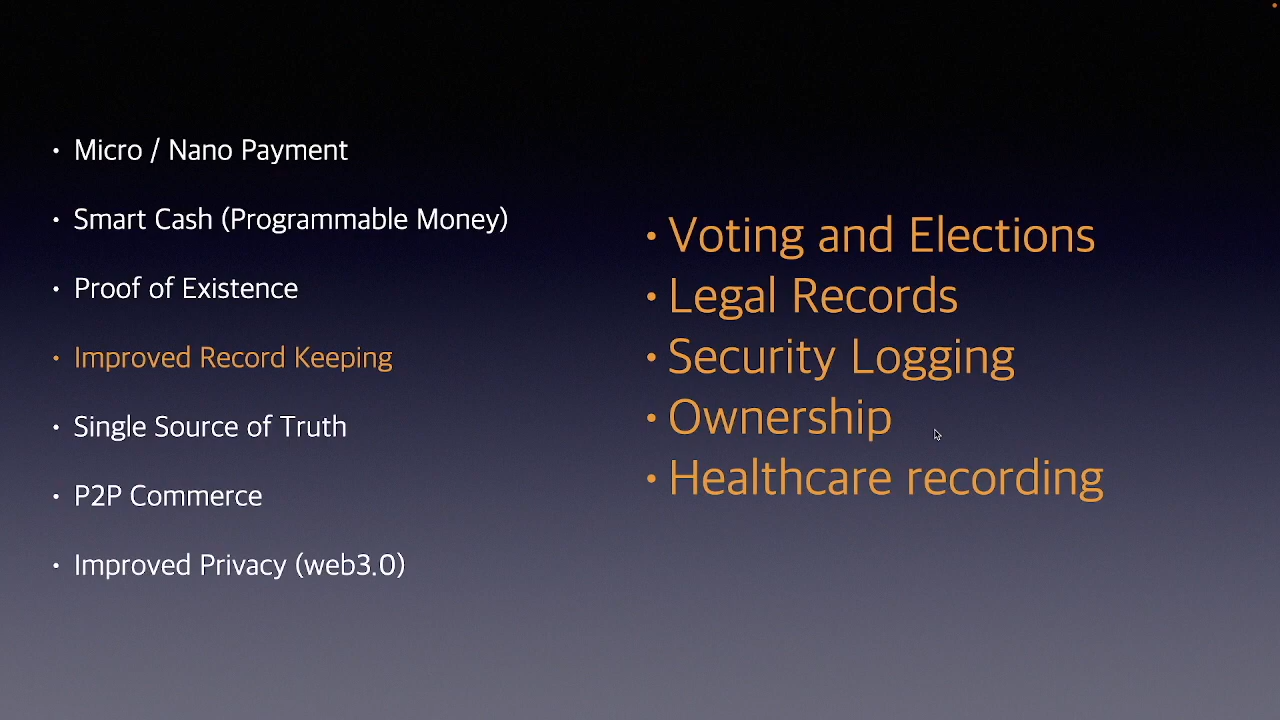 • Micro / Nano Payment
• Smart Cash (Programmable Money)
• Proof of Existence
• Improved Record Keeping
• Single Source of Truth
• P2P Commerce
• Improved Privacy (web3.0)
• Voting and Elections
• Legal Records
• Security Logging
• Ownership
• Healthcare recording